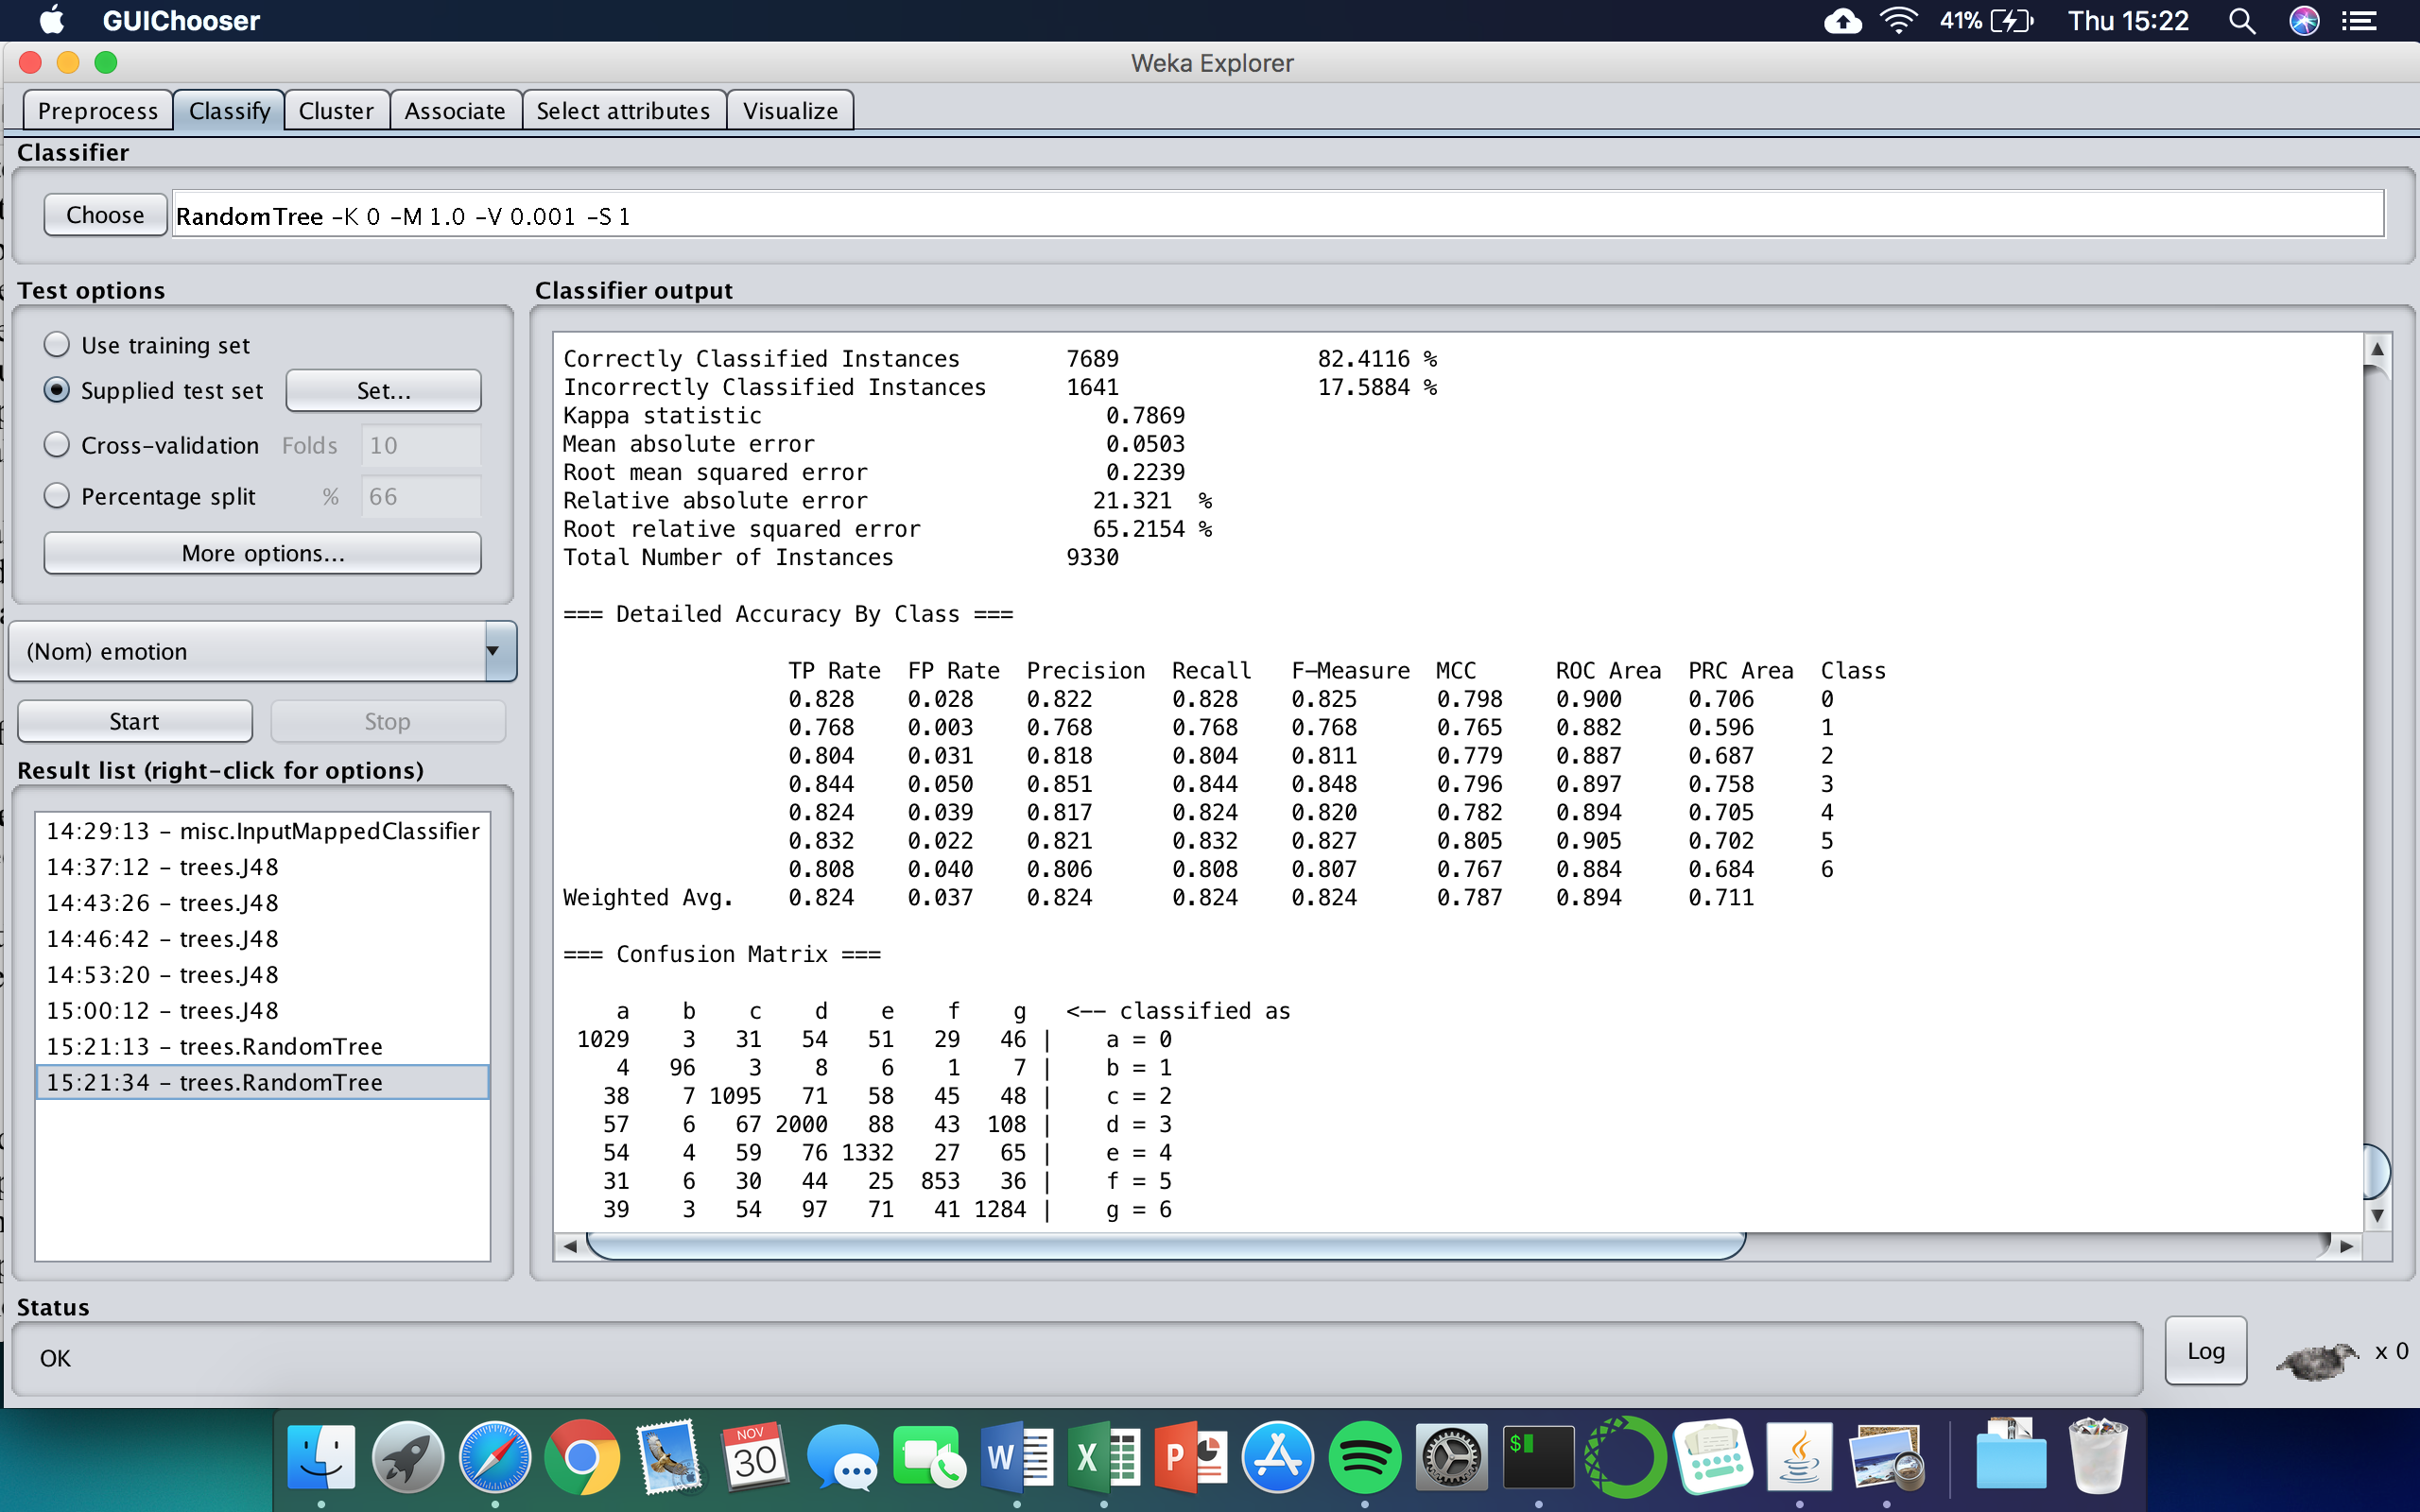 GUIChooser 41% Thu 15:22
Weka Explorer
Preprocess Classify Cluster Associate Select attributes Visualize
Classifier
Choose RandomTree -K 0 -M 1.0 -V 0.001 -S 1
Test options
Use training set
Supplied test set Set...
Cross-validation Folds 10
Percentage split % 66
More options...
(Nom) emotion
Start Stop
Result list (right-click for options)
14:29:13 - misc.InputMappedClassifier
14:37:12 - trees.J48
14:43:26 - trees.J48
14:46:42 - trees.J48
14:53:20 - trees.J48
15:00:12 - trees.J48
15:21:13 - trees.RandomTree
15:21:34 - trees.RandomTree
Classifier output
Correctly Classified Instances 7689 82.4116 %
Incorrectly Classified Instances 1641 17.5884 %
Kappa statistic 0.7869
Mean absolute error 0.0503
Root mean squared error 0.2239
Relative absolute error 21.321 %
Root relative squared error 65.2154 %
Total Number of Instances 9330
=== Detailed Accuracy By Class ===
TP Rate FP Rate Precision Recall F-Measure MCC ROC Area PRC Area Class
0.828 0.028 0.822 0.828 0.825 0.798 0.900 0.706 0
0.768 0.003 0.768 0.768 0.768 0.765 0.882 0.596 1
0.804 0.031 0.818 0.804 0.811 0.779 0.887 0.687 2
0.844 0.050 0.851 0.844 0.848 0.796 0.897 0.758 3
0.824 0.039 0.817 0.824 0.820 0.782 0.894 0.705 4
0.832 0.022 0.821 0.832 0.827 0.805 0.905 0.702 5
0.808 0.040 0.806 0.808 0.807 0.767 0.884 0.684 6
Weighted Avg. 0.824 0.037 0.824 0.824 0.824 0.787 0.894 0.711
=== Confusion Matrix ===
a b c d e f g <-- classified as
1029 3 31 54 51 29 46 | a = 0
4 96 3 8 6 1 7 | b = 1
38 7 1095 71 58 45 48 | c = 2
57 6 67 2000 88 43 108 | d = 3
54 4 59 76 1332 27 65 | e = 4
31 6 30 44 25 853 36 | f = 5
39 3 54 97 71 41 1284 | g = 6
Status
OK
Log x 0
NOV
30
W X P $